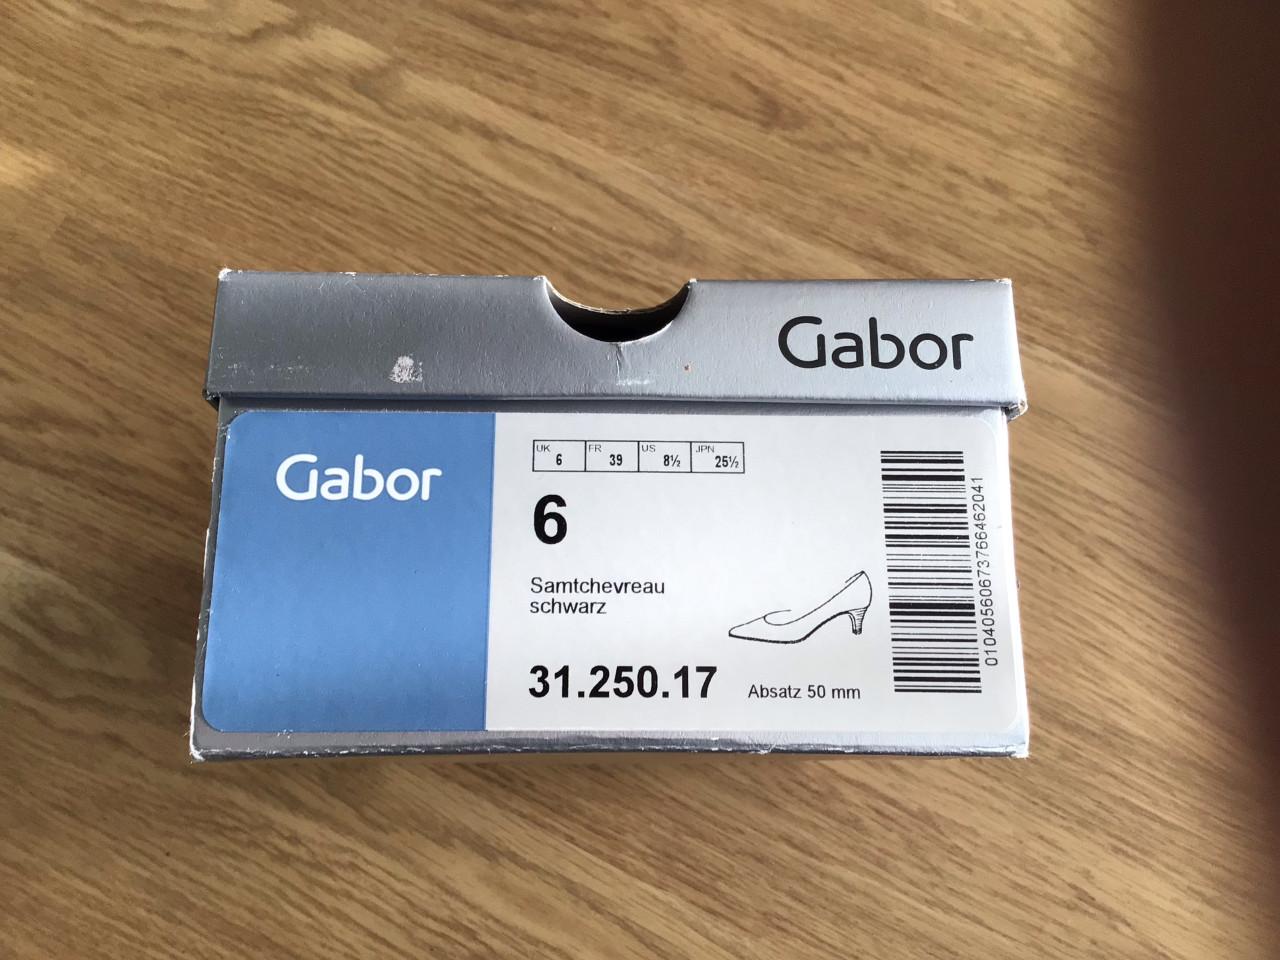 Gabor
Gabor
UK 6 FR 39 US 8½ JPN 25½
6
Samtchevreau
schwarz
31.250.17
Absatz 50 mm
01040560673766462041